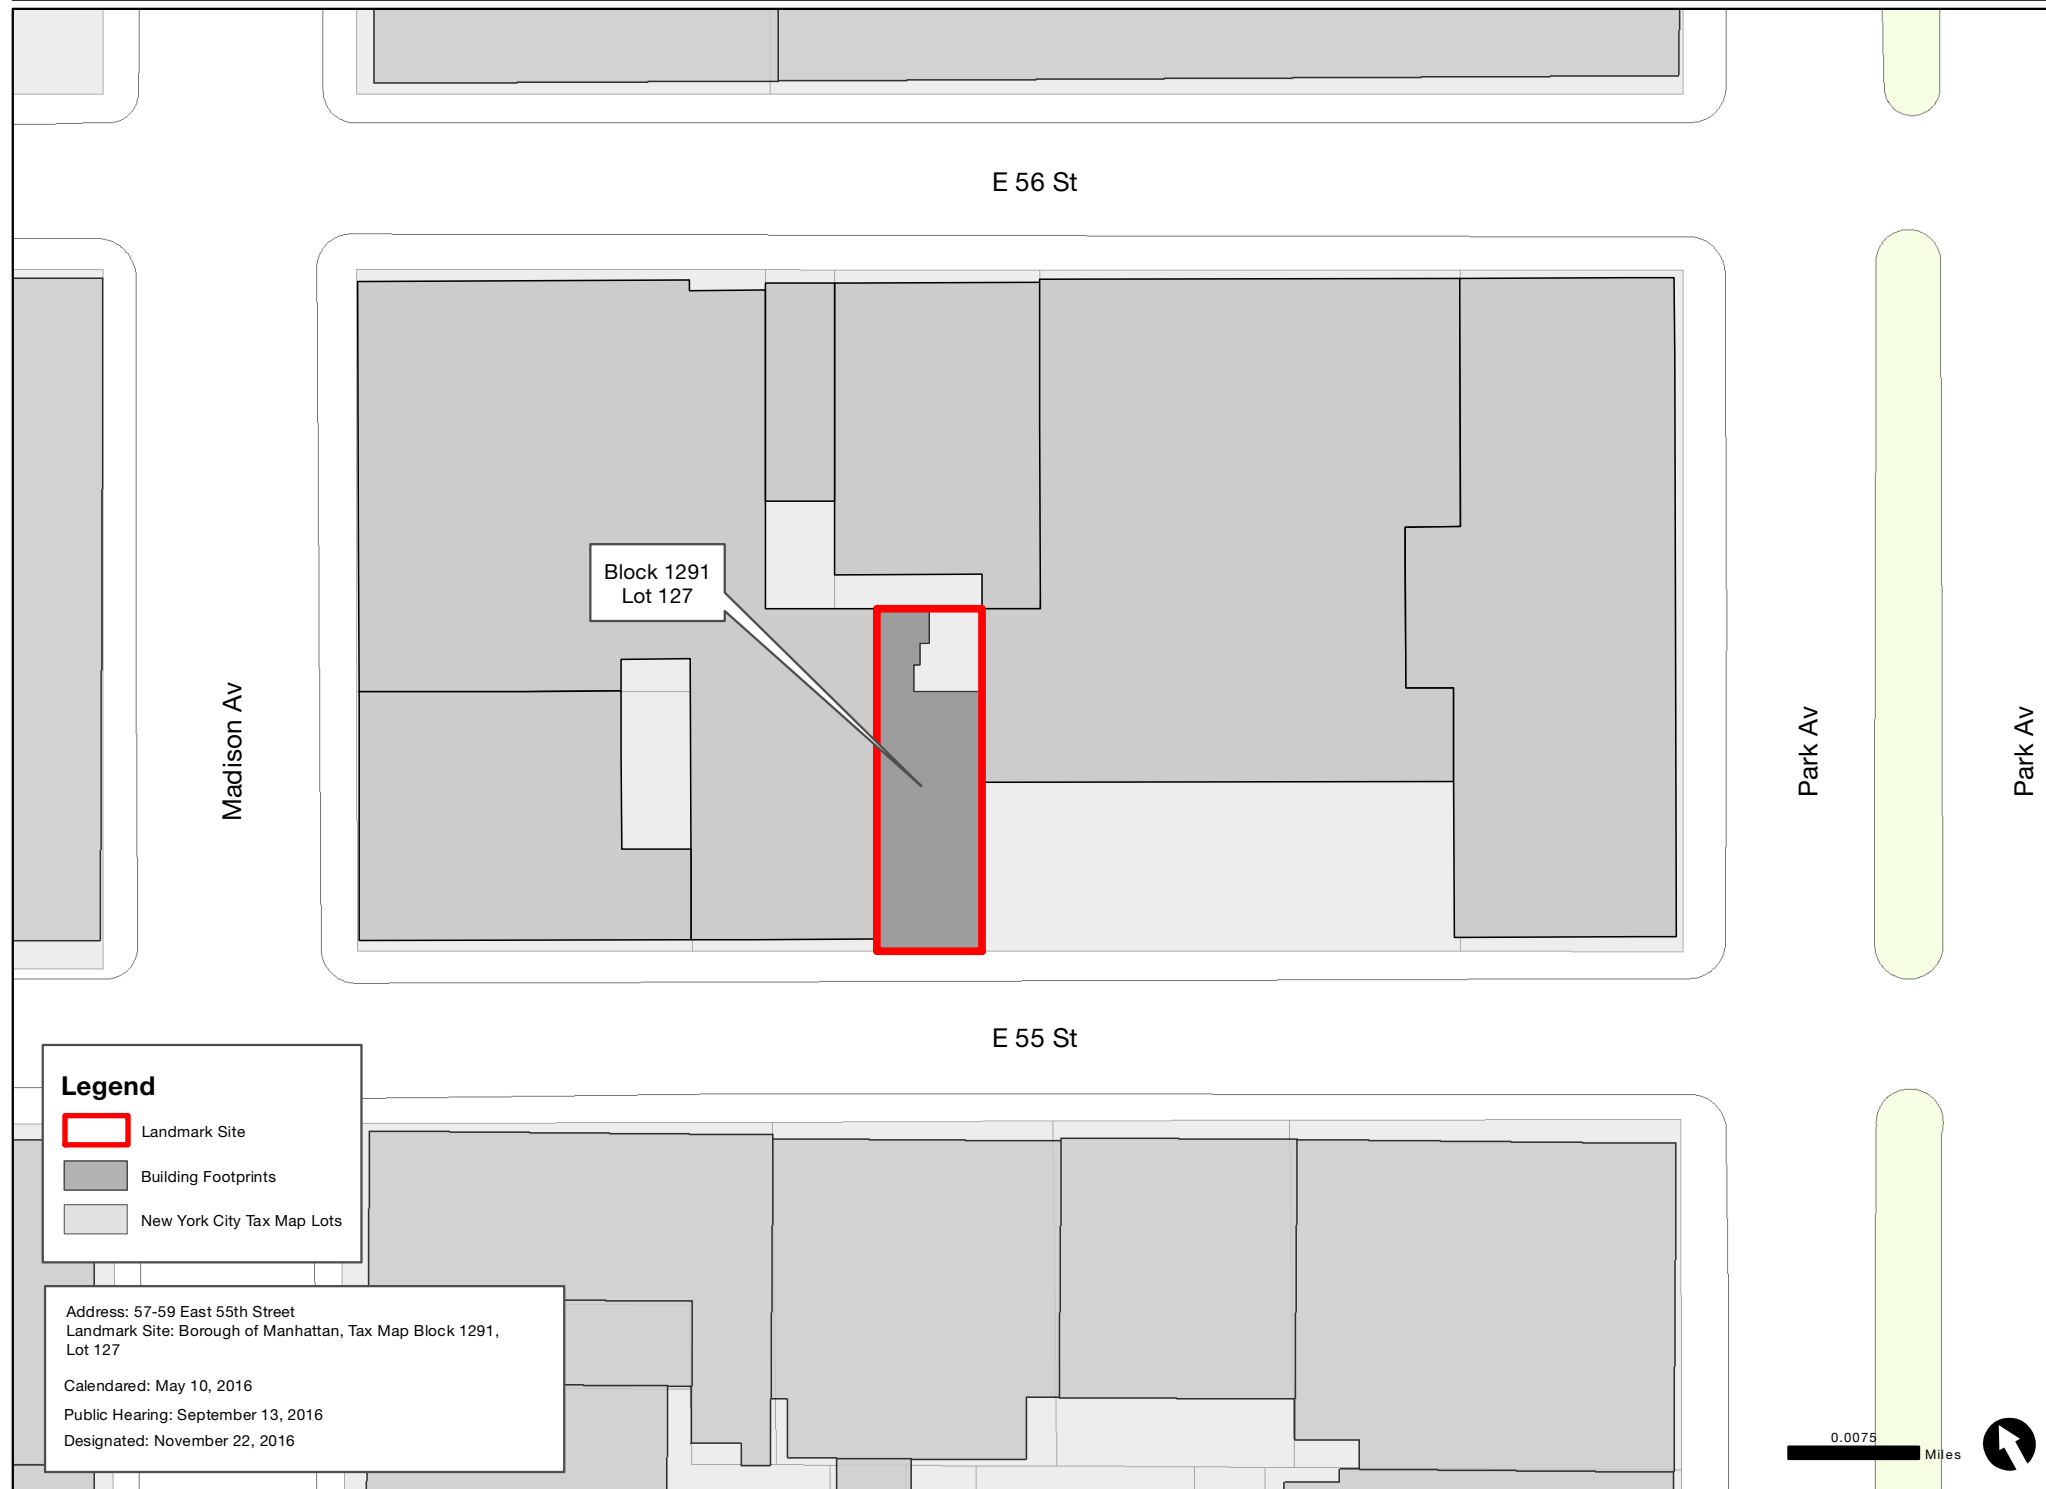 E 56 St
Block 1291
Lot 127
Madison Av
Park Av
Park Av
E 55 St
Legend
Landmark Site
Building Footprints
New York City Tax Map Lots
Address: 57-59 East 55th Street
Landmark Site: Borough of Manhattan, Tax Map Block 1291,
Lot 127
Calendared: May 10, 2016
Public Hearing: September 13, 2016
Designated: November 22, 2016
0.0075
Miles